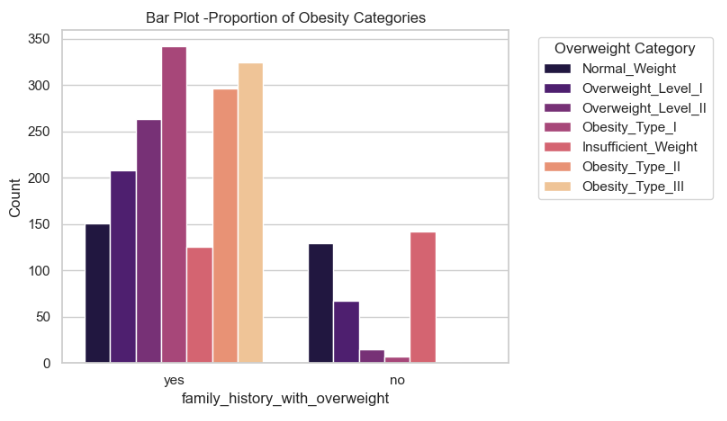 Bar Plot -Proportion of Obesity Categories
350
300
250
200
150
100
50
0
Count
yes
no
family_history_with_overweight
Overweight Category
Normal_Weight
Overweight_Level_I
Overweight_Level_II
Obesity_Type_I
Insufficient_Weight
Obesity_Type_II
Obesity_Type_III